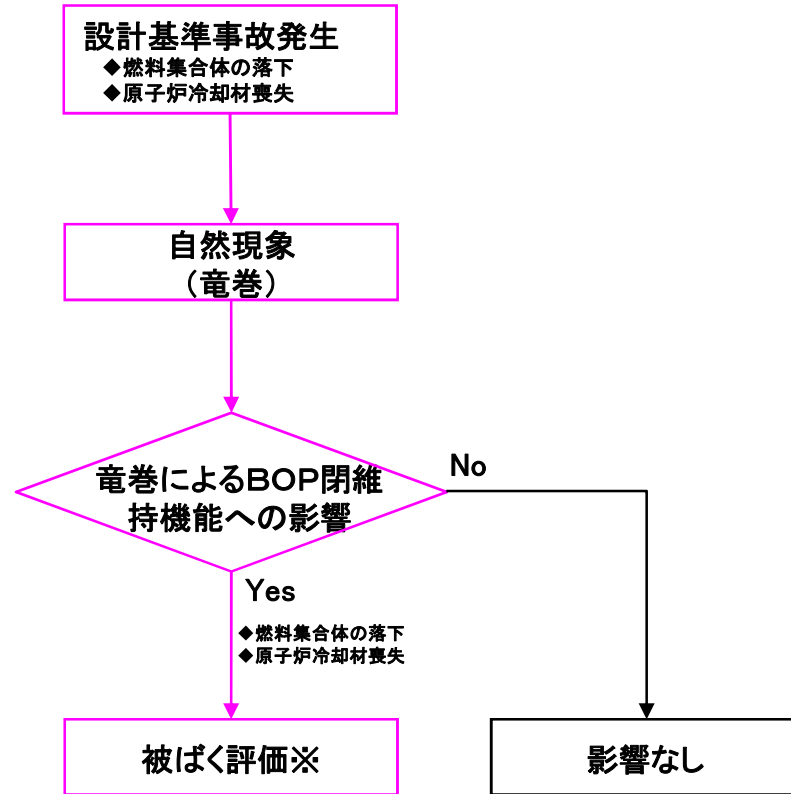 設計基準事故発生
◆燃料集合体の落下
◆原子炉冷却材喪失
自然現象
（竜巻）
竜巻によるＢＯＰ閉維
持機能への影響
No
Yes
◆燃料集合体の落下
◆原子炉冷却材喪失
被ばく評価※
影響なし